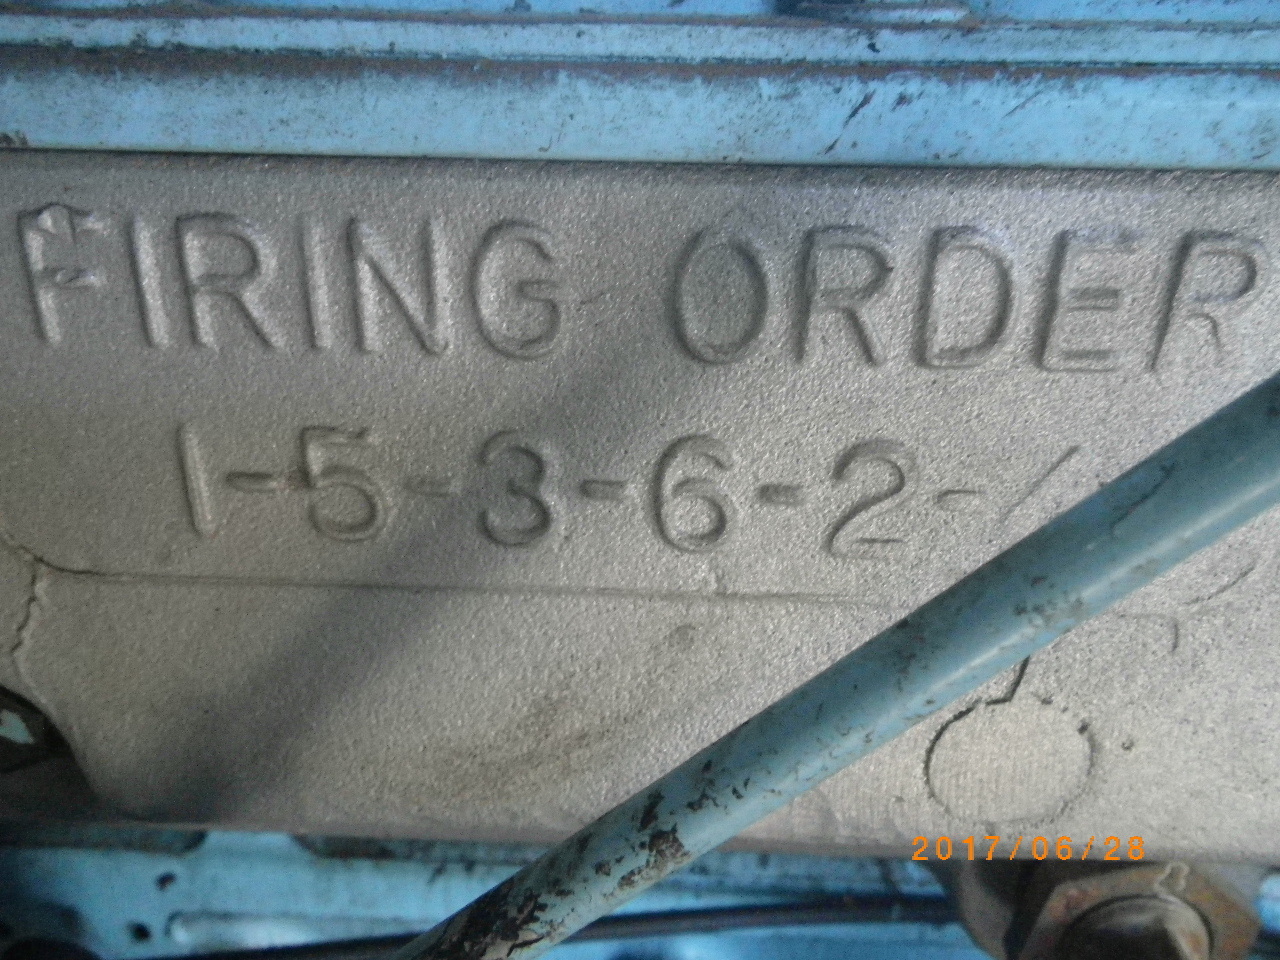 FIRING ORDER
1-5-3-6-2-
2017/06/28